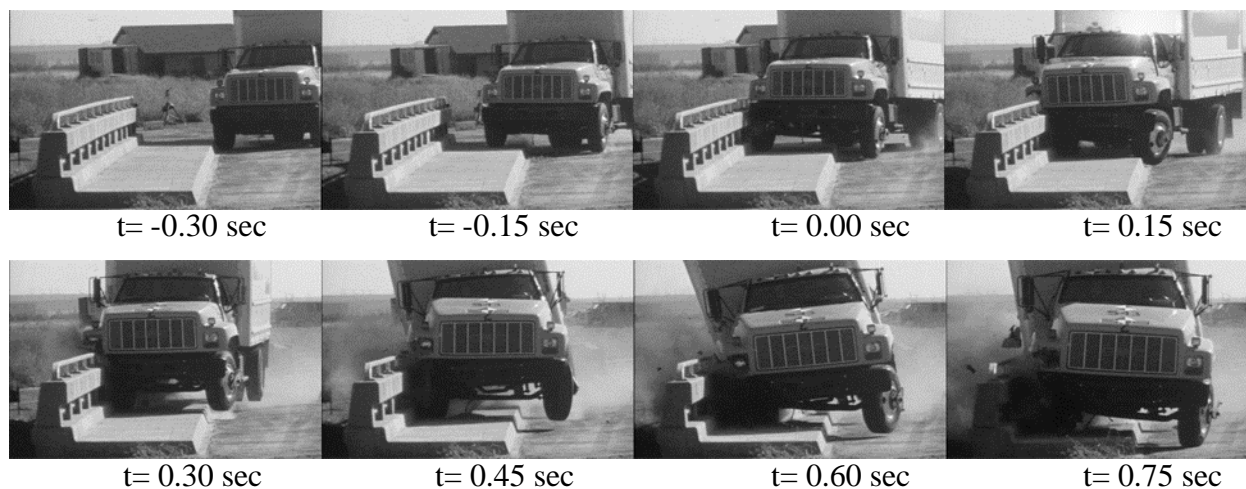 t= -0.30 sec
t= -0.15 sec
t= 0.00 sec
t= 0.15 sec
t= 0.30 sec
t= 0.45 sec
t= 0.60 sec
t= 0.75 sec